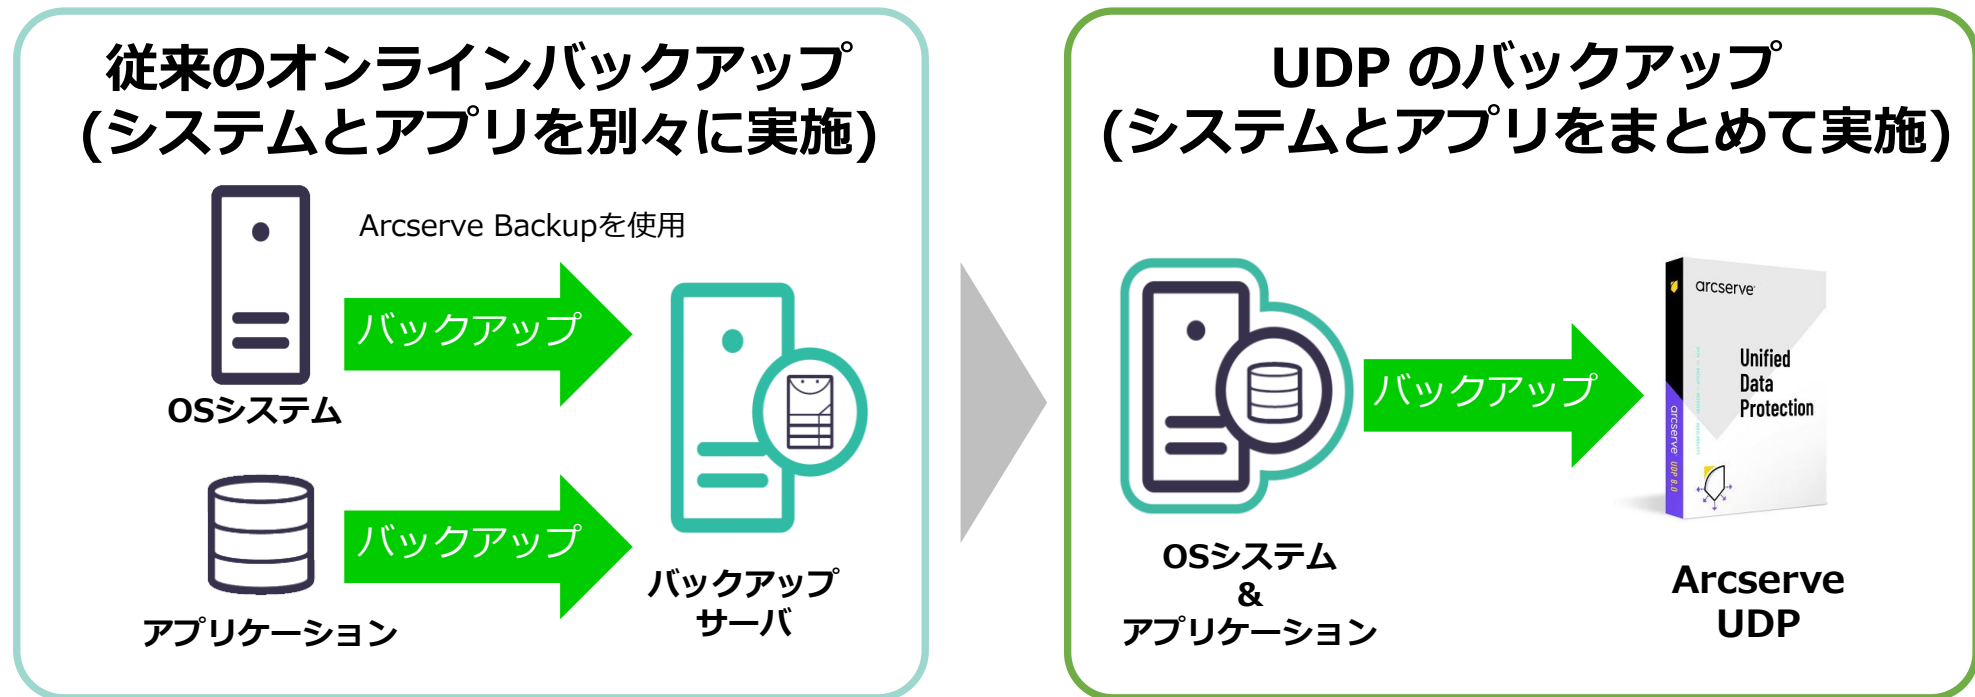 従来のオンラインバックアップ
(システムとアプリを別々に実施)
Arcserve Backupを使用
バックアップ
OSシステム
バックアップ
アプリケーション
バックアップ
サーバ
UDP のバックアップ
(システムとアプリをまとめて実施)
OSシステム
&
アプリケーション
バックアップ
arcserve
Unified
Data
Protection
arcserve UDP 8.0
Arcserve
UDP